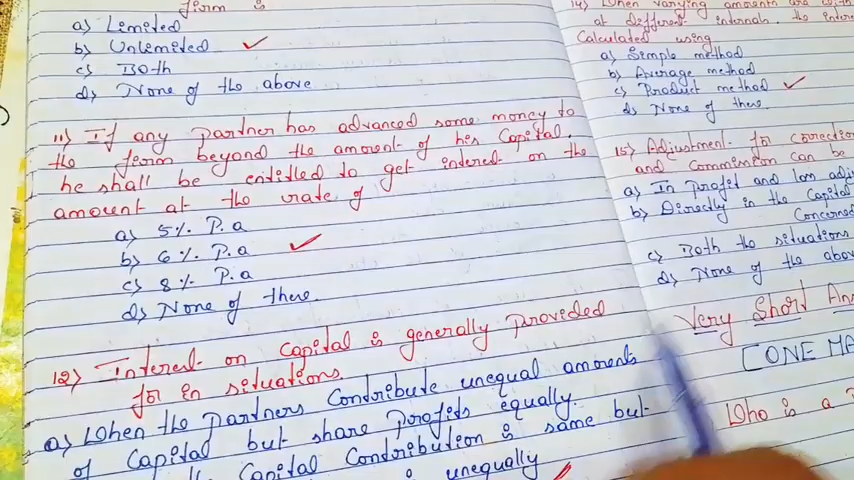 firm is
a) Limited
b) Unlimited
c) Both
d) None of the above
11) If any partner has advanced some money to
the firm beyond the amount of his Capital.
he shall be entitled to get interest on the
amount at the rate of
a) 5% P.a
b) 6% P.a
c) 8% P.a
d) None of these.
12) Interest on Capital is generally provided
for in situations
a) When the partners Contribute unequal amounts
of Capital but share Profits equally.
Capital Contribution is same but
unequally
14) When varying amounts are
at different intervals. the
Calculated using
a) Simple method
b) Average method
c) Product method
d) None of these.
15) Adjustment for correction
and Commission can be
a) In profit and loss
b) Directly in the Capital
Concerned
c) Both the situations
d) None of the
Very Short
[ONE
Who is a